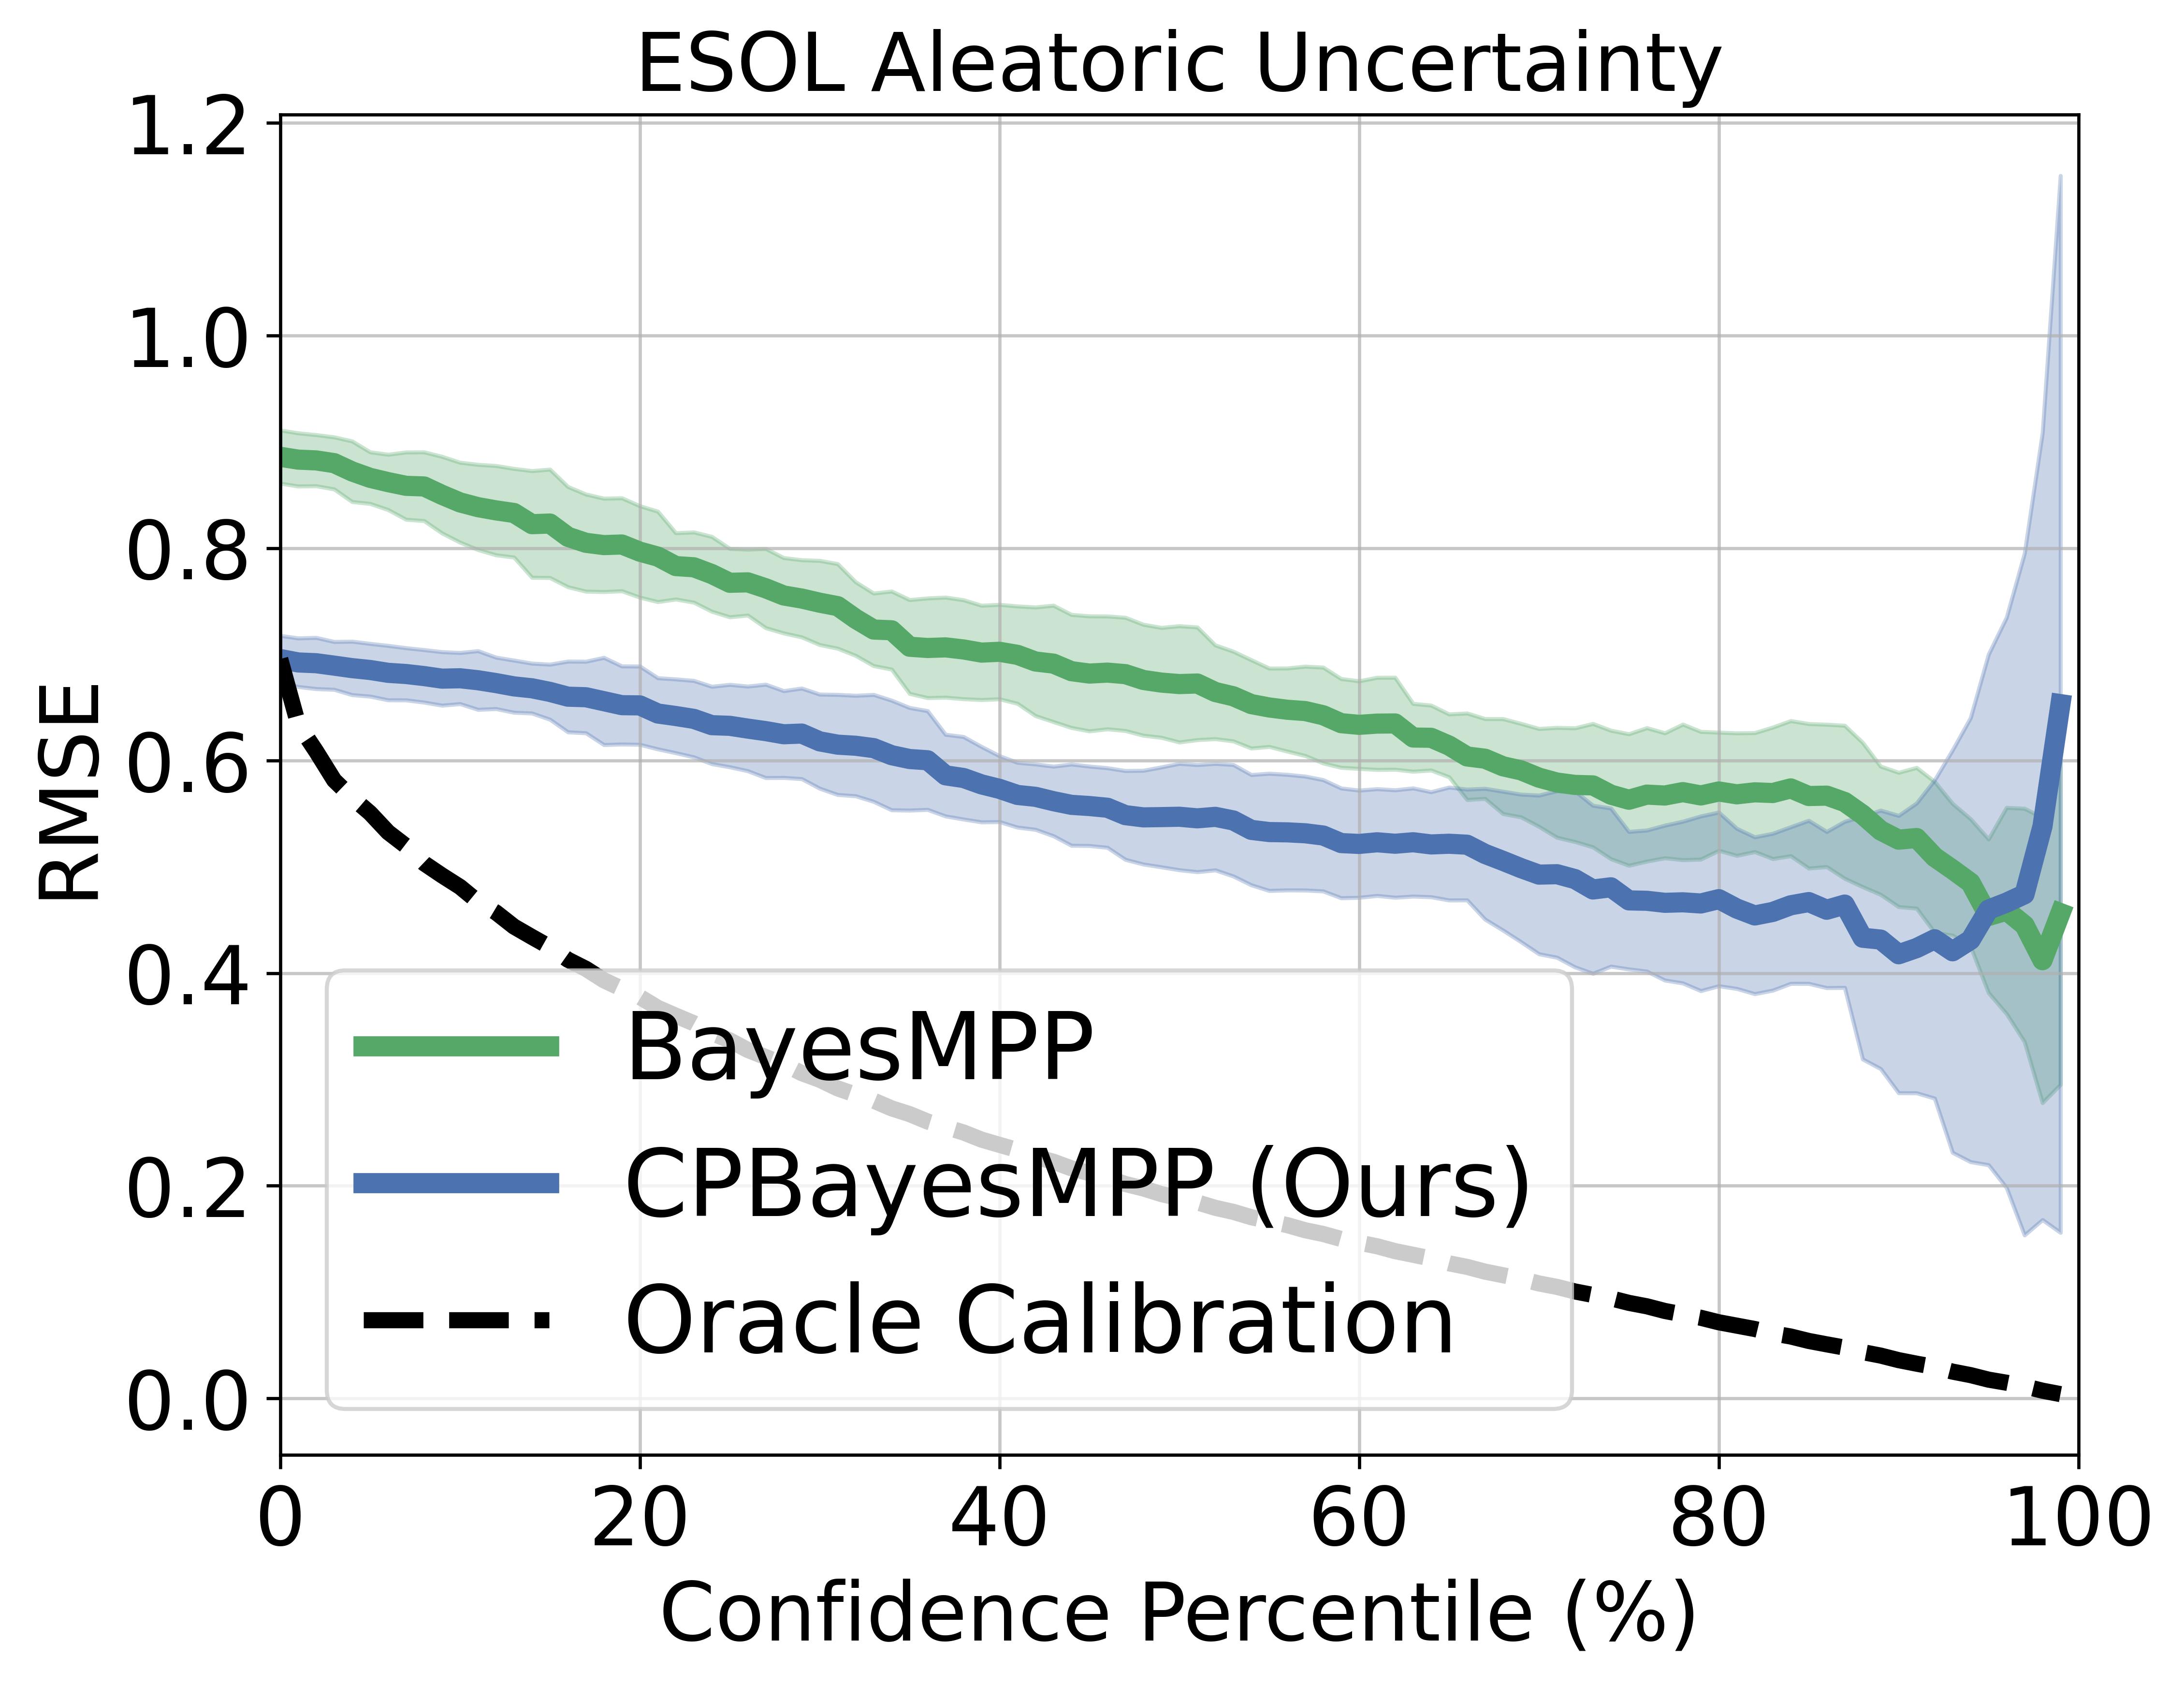 ESOL Aleatoric Uncertainty
1.2
1.0
0.8
0.6
0.4
0.2
0.0
RMSE
BayesMPP
CPBayesMPP (Ours)
Oracle Calibration
0 20 40 60 80 100
Confidence Percentile (%)